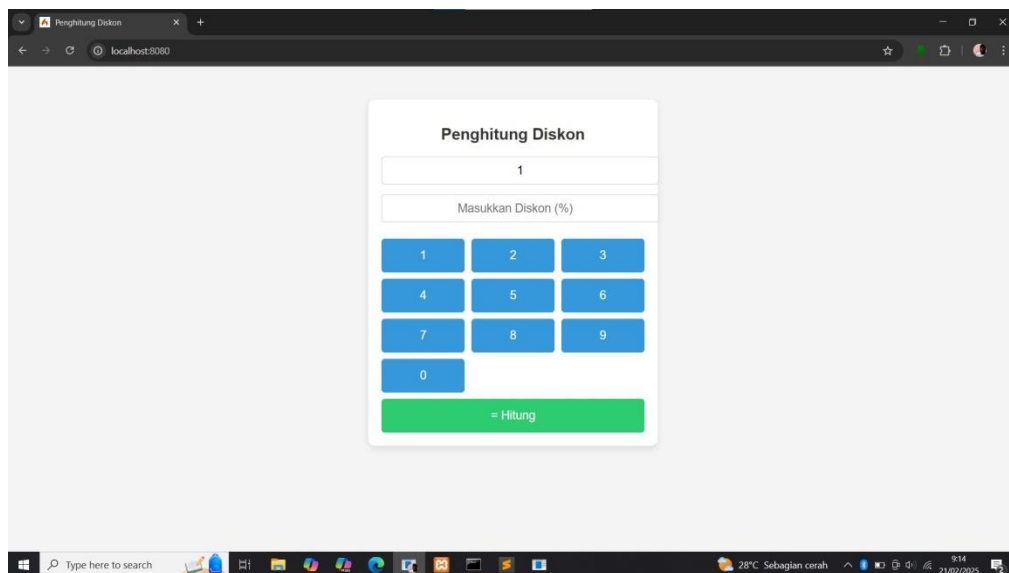 Penghitung Diskon
localhost:8080
Penghitung Diskon
1
Masukkan Diskon (%)
1 2 3
4 5 6
7 8 9
0
= Hitung
Type here to search
28°C Sebagian cerah
9:14
21/02/2025